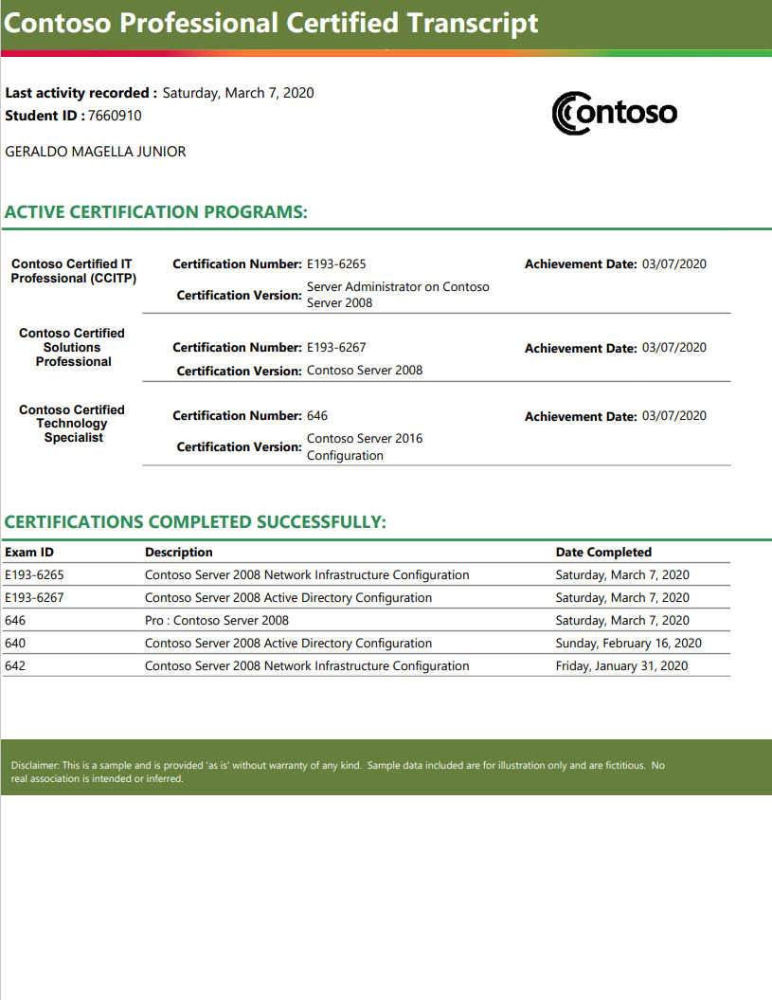 Contoso Professional Certified Transcript
Last activity recorded : Saturday, March 7, 2020
Student ID : 7660910
Contoso
GERALDO MAGELLA JUNIOR
ACTIVE CERTIFICATION PROGRAMS:
Contoso Certified IT
Professional (CCITP)
Certification Number: E193-6265
Achievement Date: 03/07/2020
Certification Version: Server Administrator on Contoso
Server 2008
Contoso Certified
Solutions
Professional
Certification Number: E193-6267
Achievement Date: 03/07/2020
Certification Version: Contoso Server 2008
Contoso Certified
Technology
Specialist
Certification Number: 646
Achievement Date: 03/07/2020
Certification Version: Contoso Server 2016
Configuration
CERTIFICATIONS COMPLETED SUCCESSFULLY:
Exam ID Description Date Completed
E193-6265 Contoso Server 2008 Network Infrastructure Configuration Saturday, March 7, 2020
E193-6267 Contoso Server 2008 Active Directory Configuration Saturday, March 7, 2020
646 Pro : Contoso Server 2008 Saturday, March 7, 2020
640 Contoso Server 2008 Active Directory Configuration Sunday, February 16, 2020
642 Contoso Server 2008 Network Infrastructure Configuration Friday, January 31, 2020
Disclaimer: This is a sample and is provided 'as is' without warranty of any kind. Sample data included are for illustration only and are fictitious. No
real association is intended or inferred.